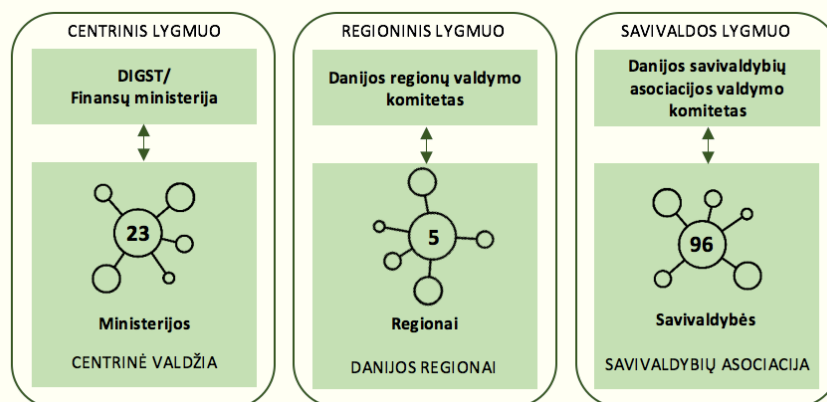 CENTRINIS LYGMUO
DIGST/
Finansų ministerija
23
Ministerijos
CENTRINĖ VALDŽIA
REGIONINIS LYGMUO
Danijos regionų valdymo
komitetas
5
Regionai
DANIJOS REGIONAI
SAVIVALDOS LYGMUO
Danijos savivaldybių
asociacijos valdymo
komitetas
96
Savivaldybės
SAVIVALDYBIŲ ASOCIACIJA